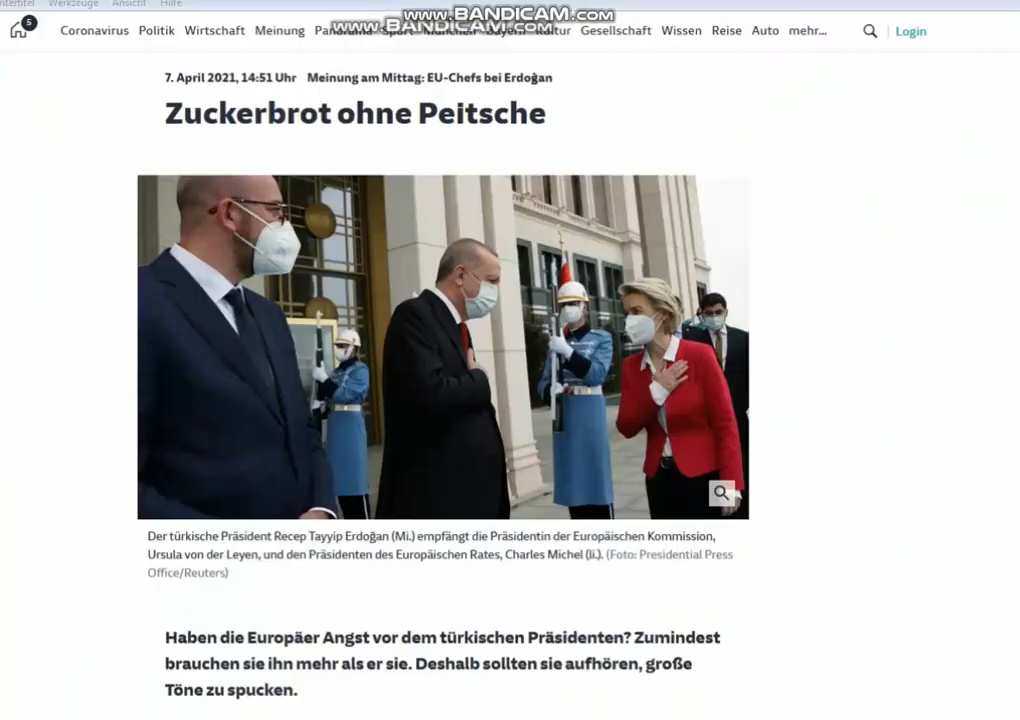 Werkzeuge Ansicht Hilfe
www.BANDICAM.com
www.BANDICAM.com
5
Coronavirus Politik Wirtschaft Meinung Panorama Sport München Bayern Kultur Gesellschaft Wissen Reise Auto mehr... Login
7. April 2021, 14:51 Uhr Meinung am Mittag: EU-Chefs bei Erdoğan
Zuckerbrot ohne Peitsche
Der türkische Präsident Recep Tayyip Erdoğan (Mi.) empfängt die Präsidentin der Europäischen Kommission,
Ursula von der Leyen, und den Präsidenten des Europäischen Rates, Charles Michel (li.). (Foto: Presidential Press
Office/Reuters)
Haben die Europäer Angst vor dem türkischen Präsidenten? Zumindest
brauchen sie ihn mehr als er sie. Deshalb sollten sie aufhören, große
Töne zu spucken.